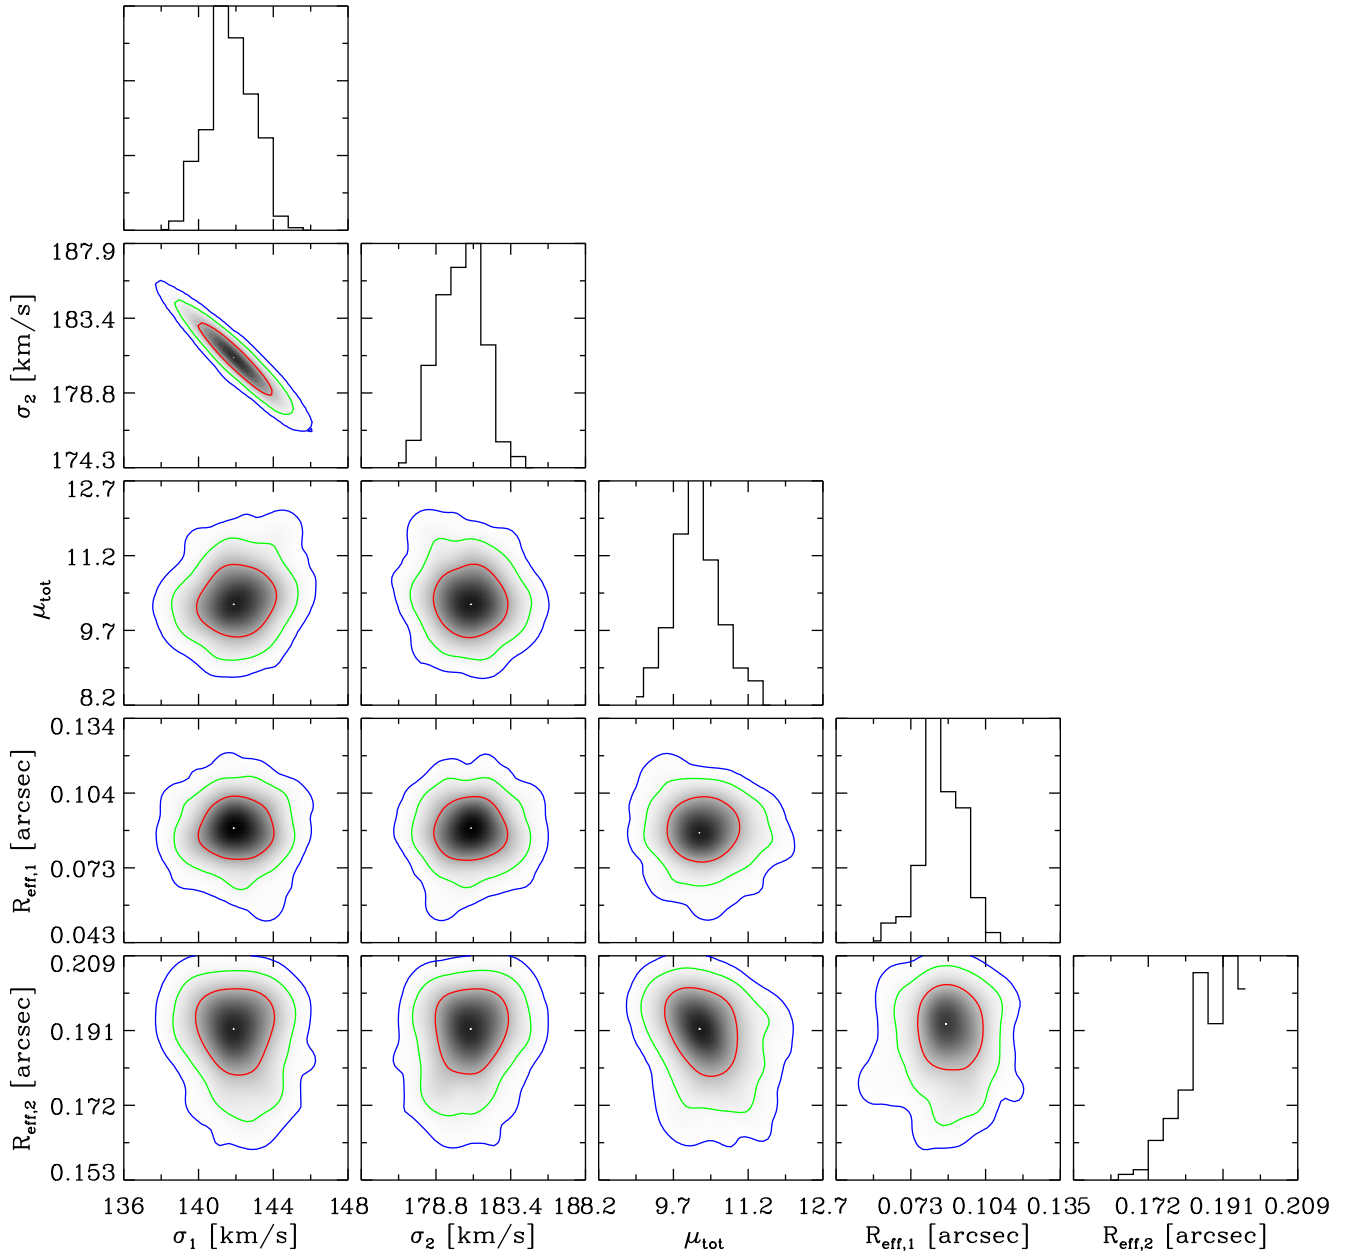 187.9
183.4
178.8
174.3
σ2 [km/s]
12.7
11.2
9.7
8.2
μtot
0.134
0.104
0.073
0.043
Reff,1 [arcsec]
0.209
0.191
0.172
0.153
Reff,2 [arcsec]
136 140 144 148 178.8 183.4 188.2 9.7 11.2 12.7 0.073 0.104 0.135 0.172 0.191 0.209
σ1 [km/s] σ2 [km/s] μtot Reff,1 [arcsec] Reff,2 [arcsec]